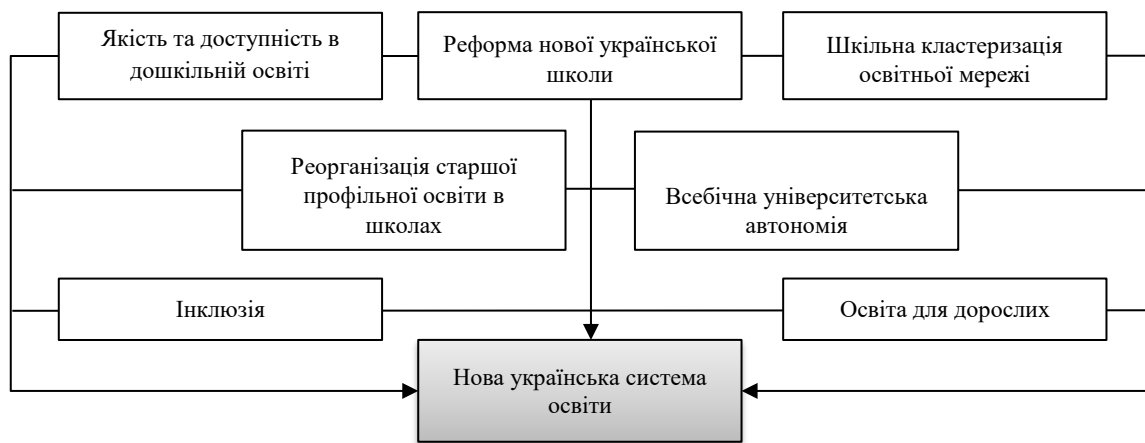 Якість та доступність в
дошкільній освіті
Реформа нової української
школи
Шкільна кластеризація
освітньої мережі
Реорганізація старшої
профільної освіти в
школах
Всебічна університетська
автономія
Інклюзія
Освіта для дорослих
Нова українська система
освіти